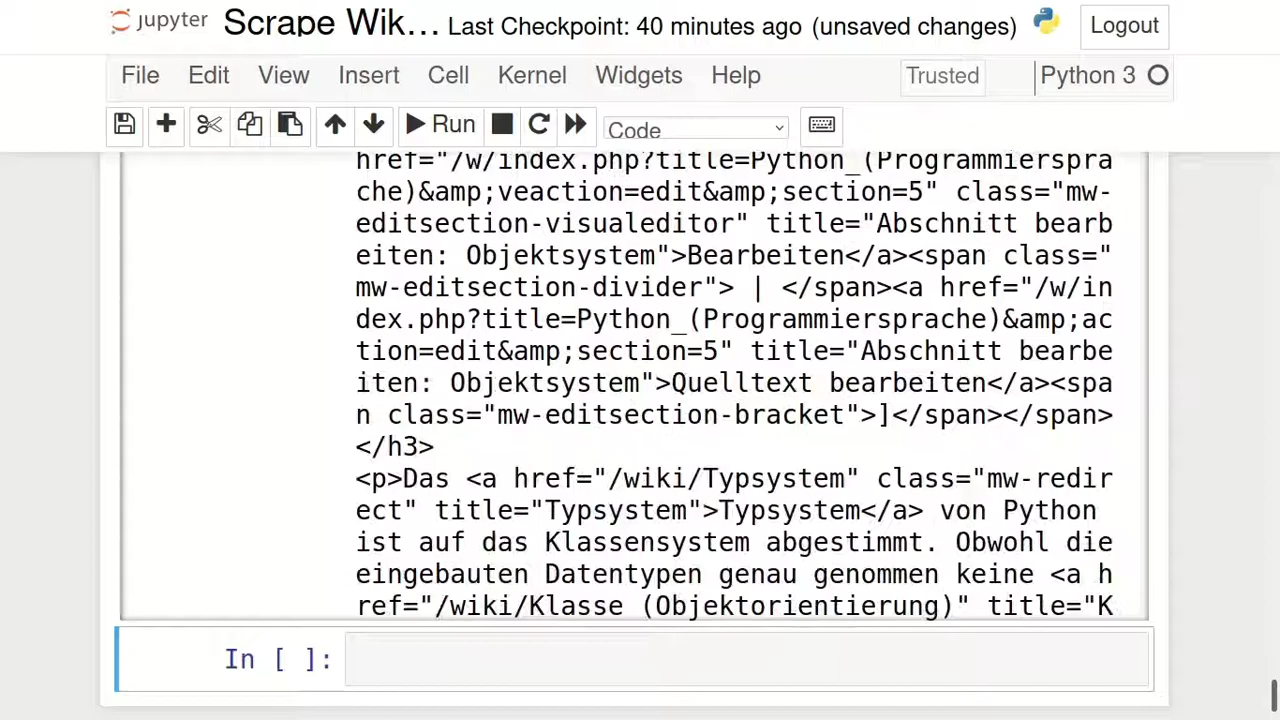 jupyter Scrape Wik... Last Checkpoint: 40 minutes ago (unsaved changes) Logout
File Edit View Insert Cell Kernel Widgets Help Trusted Python 3
Run Code
href="/w/index.php?title=Python_(Programmierspra
che)&amp;veaction=edit&amp;section=5" class="mw-
editsection-visualeditor" title="Abschnitt bearb
eiten: Objektsystem">Bearbeiten</a><span class="
mw-editsection-divider"> | </span><a href="/w/in
dex.php?title=Python_(Programmiersprache)&amp;ac
tion=edit&amp;section=5" title="Abschnitt bearbe
iten: Objektsystem">Quelltext bearbeiten</a><spa
n class="mw-editsection-bracket">]</span></span>
</h3>
<p>Das <a href="/wiki/Typsystem" class="mw-redir
ect" title="Typsystem">Typsystem</a> von Python
ist auf das Klassensystem abgestimmt. Obwohl die
eingebauten Datentypen genau genommen keine <a h
ref="/wiki/Klasse_(Objektorientierung)" title="K
In [ ]: